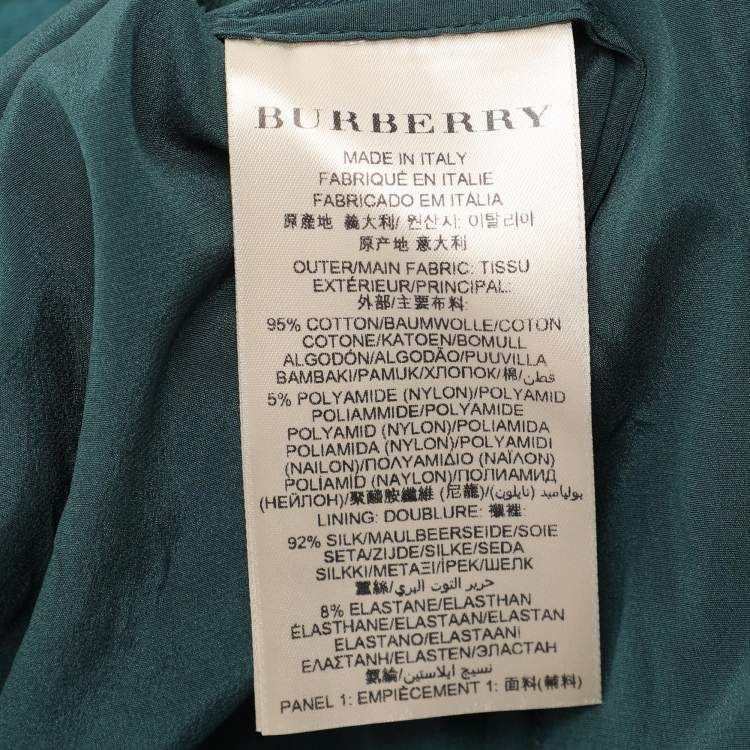 BURBERRY
MADE IN ITALY
FABRIQUÉ EN ITALIE
FABRICADO EM ITALIA
原産地 義大利/ 원산지: 이탈리아
原产地 意大利
OUTER/MAIN FABRIC: TISSU
EXTÉRIEUR/PRINCIPAL:
外部/主要布料:
95% COTTON/BAUMWOLLE/COTON
COTONE/KATOEN/BOMULL
ALGODÓN/ALGODÃO/PUUVILLA
BAMBAKI/PAMUK/ХЛОПОК/棉/قطن
5% POLYAMIDE (NYLON)/POLYAMID
POLIAMMIDE/POLYAMIDE
POLYAMID (NYLON)/POLIAMIDA
POLIAMIDA (NYLON)/POLYAMIDI
(NAILON)/ΠΟΛΥΑΜΙΔΙΟ (ΝΑΪΛΟΝ)
POLİAMİD (NAYLON)/ПОЛИАМИД
(НЕЙЛОН)/聚醯胺纖維 (尼龍)/بولياميد (نايلون)
LINING: DOUBLURE: 襯裡:
92% SILK/MAULBEERSEIDE/SOIE
SETA/ZIJDE/SILKE/SEDA
SILKKI/ΜΕΤΑΞΙ/İPEK/ШЕЛК
蠶絲/حرير التوت البري
8% ELASTANE/ELASTHAN
ÉLASTHANE/ELASTAAN/ELASTAN
ELASTANO/ELASTAANI
ΕΛΑΣΤΑΝΗ/ELASTEN/ЭЛАСТАН
氨綸/نسيج ايلاستين
PANEL 1: EMPIÈCEMENT 1: 面料(輔料)